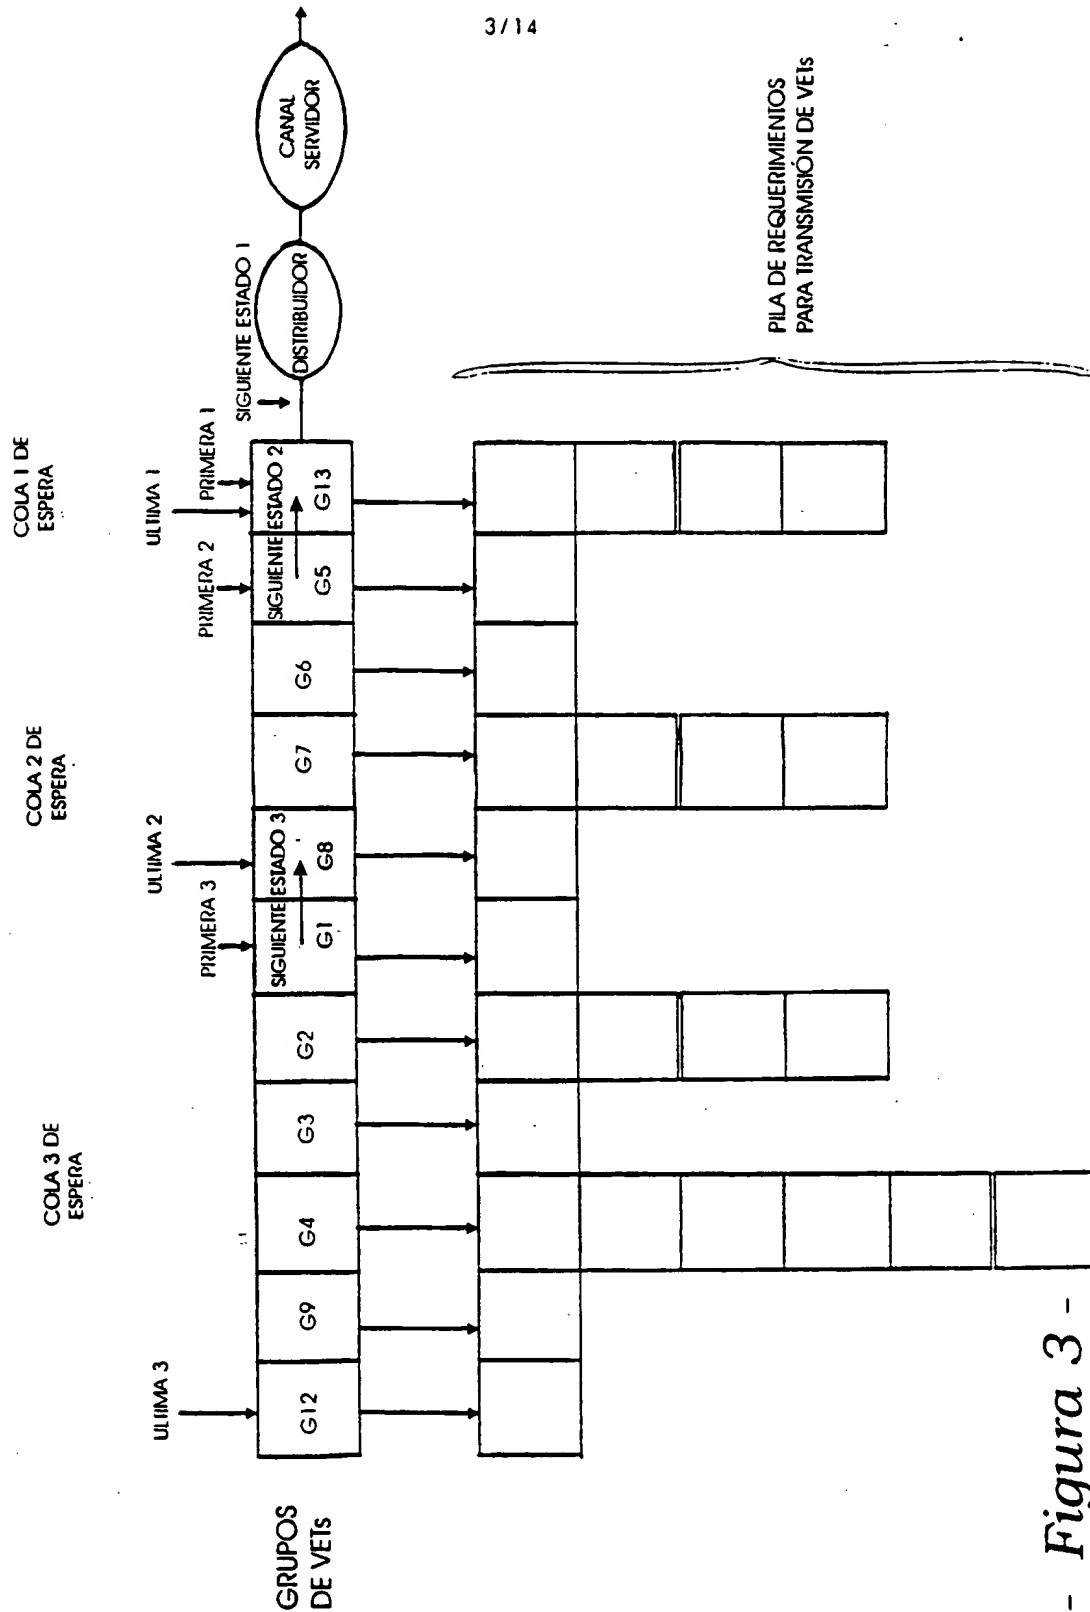 3/14
COLA 3 DE
ESPERA
COLA 2 DE
ESPERA
COLA 1 DE
ESPERA
ULTIMA 3
PRIMERA 3
ULTIMA 2
PRIMERA 2
ULTIMA 1
PRIMERA 1
SIGUIENTE ESTADO 1
GRUPOS
DE VETs
SIGUIENTE ESTADO 3
SIGUIENTE ESTADO 2
G12
G9
G4
G3
G2
G1
G8
G7
G6
G5
G13
DISTRIBUIDOR
CANAL
SERVIDOR
PILA DE REQUERIMIENTOS
PARA TRANSMISIÓN DE VETs
- Figura 3 -